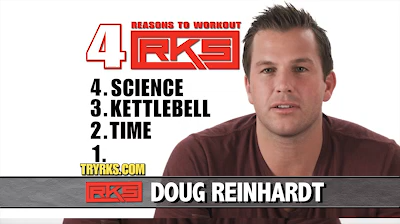 4 REASONS TO WORKOUT
RKS
4. SCIENCE
3. KETTLEBELL
2. TIME
1.
TRYRKS.COM
RKS DOUG REINHARDT